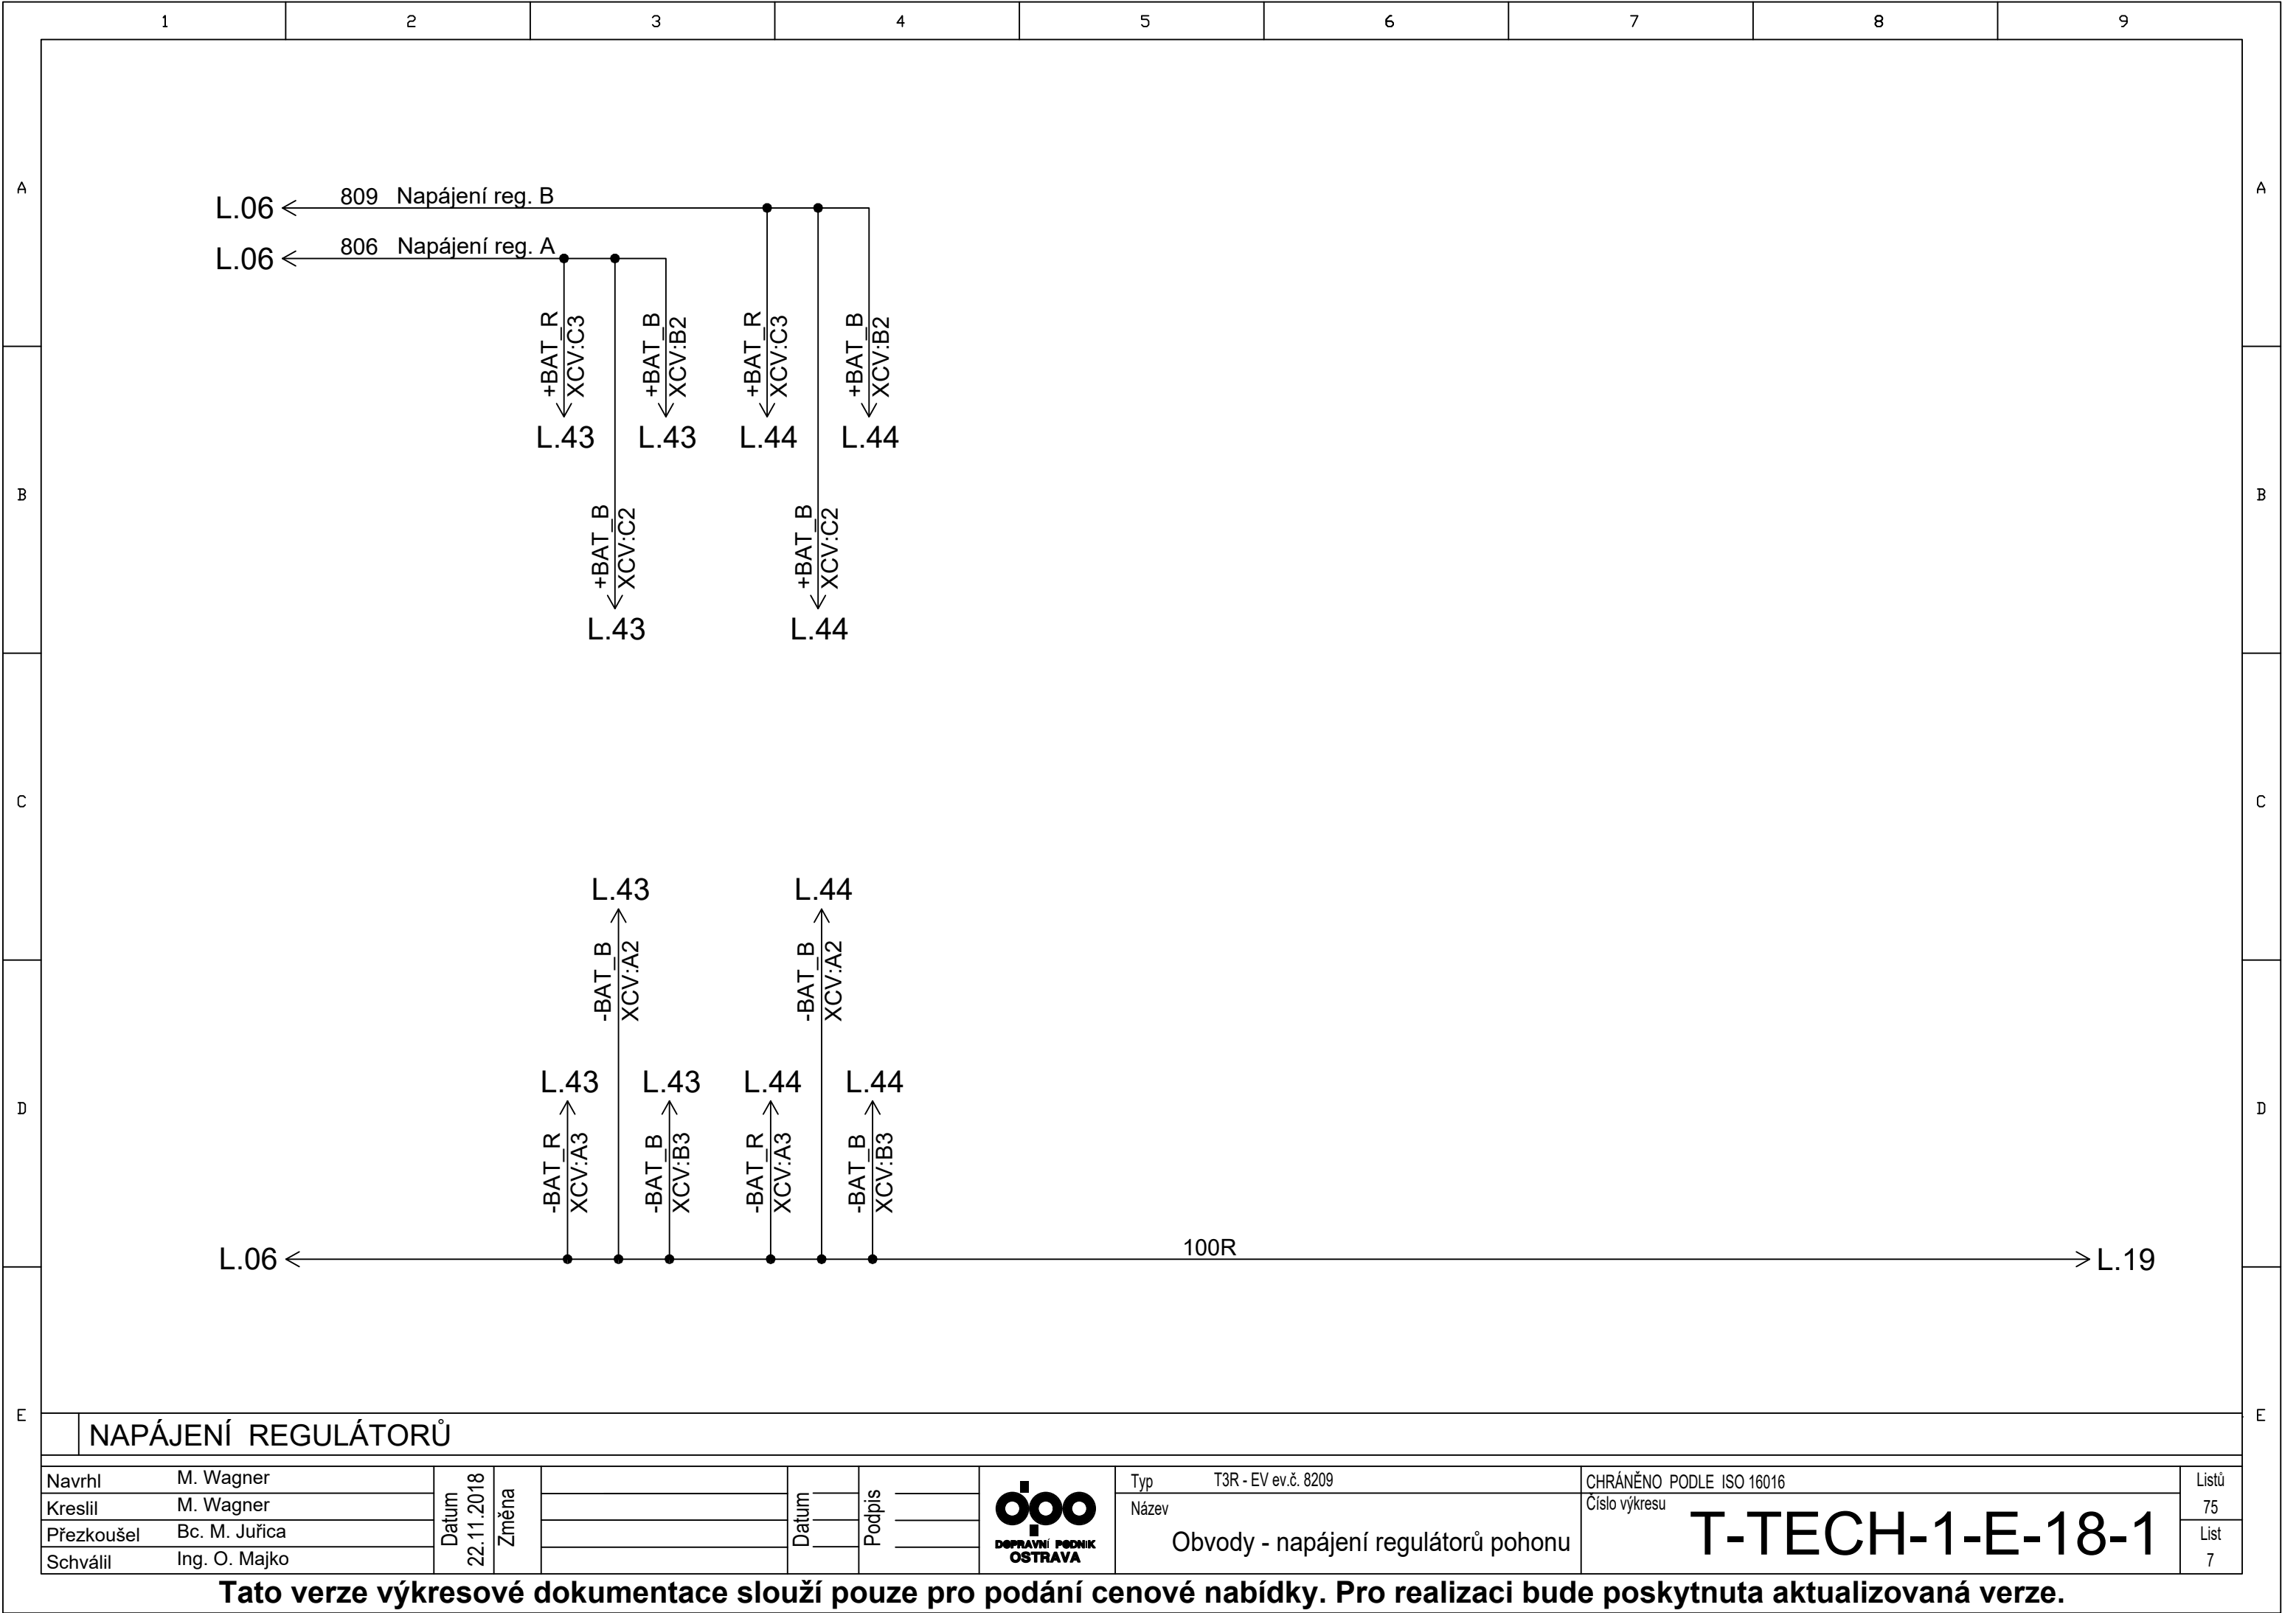 1 2 3 4 5 6 7 8 9
A A
L.06 809 Napájení reg. B
L.06 806 Napájení reg. A
+BAT_R XCV:C3
+BAT_B XCV:B2
+BAT_R XCV:C3
+BAT_B XCV:B2
L.43 L.43 L.44 L.44
B B
+BAT_B XCV:C2
+BAT_B XCV:C2
L.43 L.44
C C
L.43 L.44
-BAT_B XCV:A2
-BAT_B XCV:A2
L.43 L.43 L.44 L.44
D D
-BAT_R XCV:A3
-BAT_B XCV:B3
-BAT_R XCV:A3
-BAT_B XCV:B3
L.06 100R L.19
E E
NAPÁJENÍ REGULÁTORŮ
Navrhl M. Wagner
Kreslil M. Wagner
Přezkoušel Bc. M. Juřica
Schválil Ing. O. Majko
Datum 22.11.2018
Změna
Datum
Podpis
dpo
DOPRAVNÍ PODNIK
OSTRAVA
Typ T3R - EV ev.č. 8209
Název
Obvody - napájení regulátorů pohonu
CHRÁNĚNO PODLE ISO 16016
Číslo výkresu
T-TECH-1-E-18-1
Listů
75
List
7
Tato verze výkresové dokumentace slouží pouze pro podání cenové nabídky. Pro realizaci bude poskytnuta aktualizovaná verze.